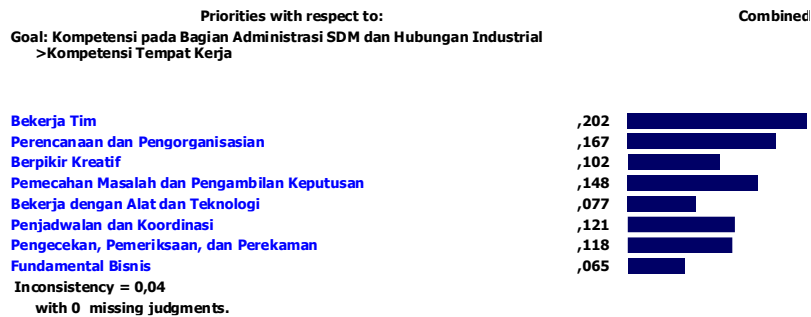 Priorities with respect to: Combined
Goal: Kompetensi pada Bagian Administrasi SDM dan Hubungan Industrial
>Kompetensi Tempat Kerja
Bekerja Tim ,202
Perencanaan dan Pengorganisasian ,167
Berpikir Kreatif ,102
Pemecahan Masalah dan Pengambilan Keputusan ,148
Bekerja dengan Alat dan Teknologi ,077
Penjadwalan dan Koordinasi ,121
Pengecekan, Pemeriksaan, dan Perekaman ,118
Fundamental Bisnis ,065
Inconsistency = 0,04
with 0 missing judgments.